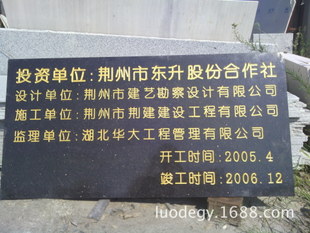 投资单位:荆州市东升股份合作社
设计单位:荆州市建艺勘察设计有限公司
施工单位:荆州市荆建建设工程有限公司
监理单位:湖北华大工程管理有限公司
开工时间:2005.4
竣工时间:2006.12
luodegy.1688.com